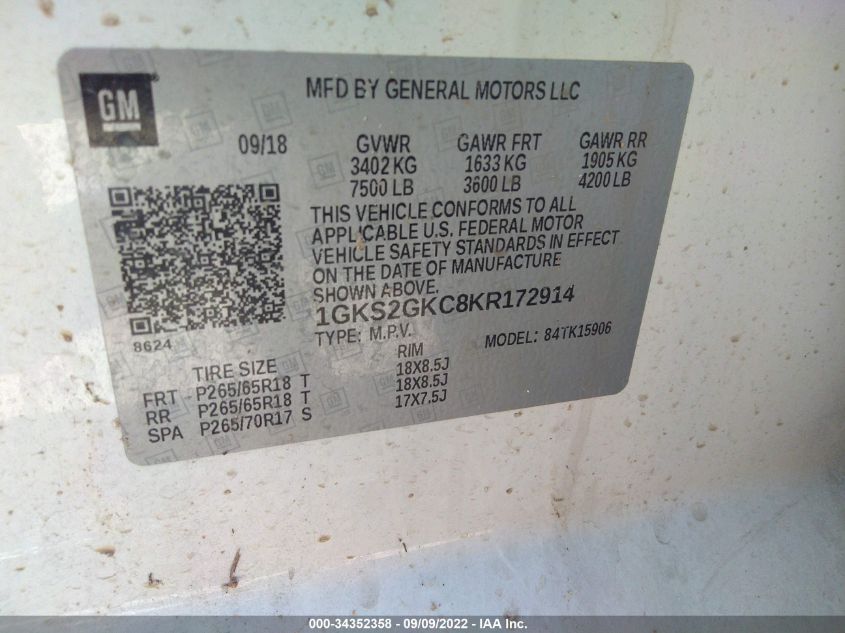 GM
MFD BY GENERAL MOTORS LLC
09/18 GVWR GAWR FRT GAWR RR
3402 KG 1633 KG 1905 KG
7500 LB 3600 LB 4200 LB
THIS VEHICLE CONFORMS TO ALL
APPLICABLE U.S. FEDERAL MOTOR
VEHICLE SAFETY STANDARDS IN EFFECT
ON THE DATE OF MANUFACTURE
SHOWN ABOVE.
1GKS2GKC8KR172914
8624 TYPE: M.P.V. MODEL: 84TK15906
TIRE SIZE RIM
FRT P265/65R18 T 18X8.5J
RR P265/65R18 T 18X8.5J
SPA P265/70R17 S 17X7.5J
000-34352358 - 09/09/2022 - IAA Inc.